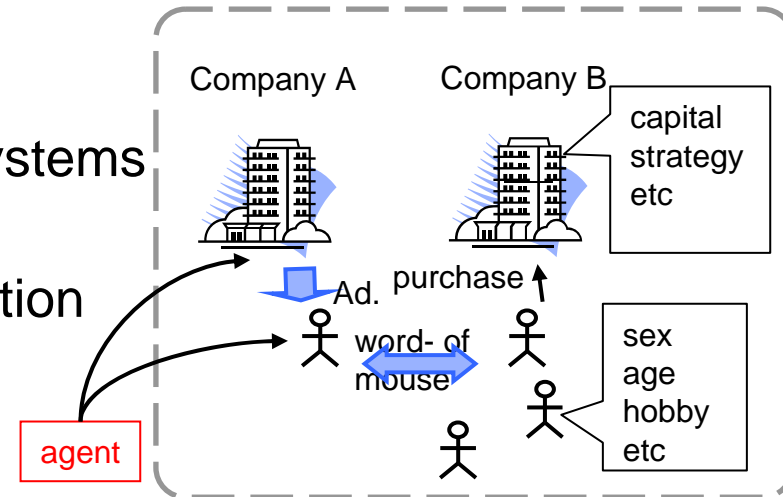 Company A
Company B
capital
strategy
etc
ystems
tion
Ad.
purchase
word- of
mouse
sex
age
hobby
etc
agent